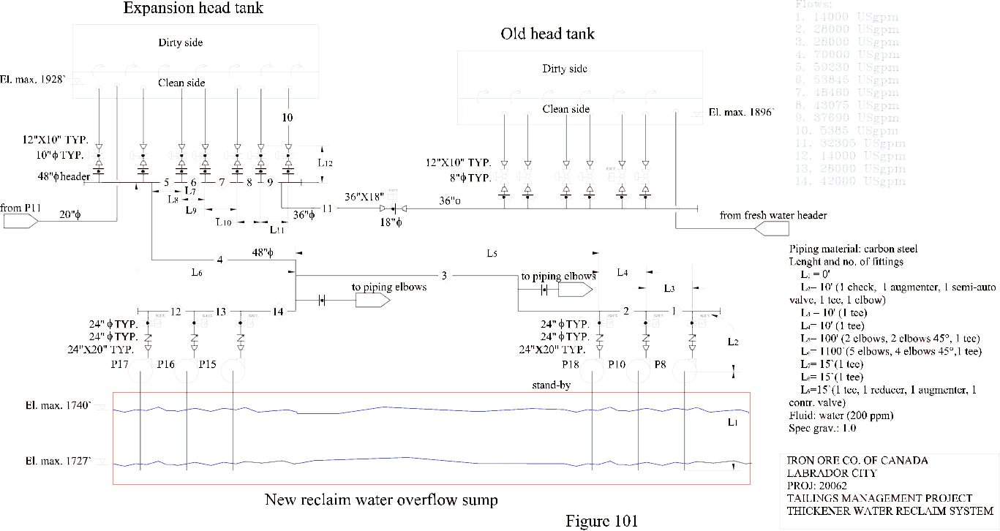 Expansion head tank
Dirty side
El. max. 1928`
Clean side
10
12"X10" TYP.
10"ϕ TYP.
L12
48"ϕheader
5 6 7 8 9
L7
L8
L9
L10
L11
from P11
20"ϕ
36"ϕ
11
36"X18"
18"ϕ
36"o
Old head tank
Dirty side
Clean side
El. max. 1896`
12"X10" TYP.
8"ϕ TYP.
from fresh water header
Flows:
1. 14000 USgpm
2. 28000 USgpm
3. 28000 USgpm
4. 70000 USgpm
5. 59230 USgpm
6. 53845 USgpm
7. 48460 USgpm
8. 43075 USgpm
9. 37690 USgpm
10. 5385 USgpm
11. 32305 USgpm
12. 14000 USgpm
13. 28000 USgpm
14. 42000 USgpm
4
48"ϕ
L5
L6
3
to piping elbows
to piping elbows
L4
L3
12 13 14
2 1
24" ϕ TYP.
24" ϕ TYP.
24"X20" TYP.
P17 P16 P15
24" ϕ TYP.
24" ϕ TYP.
24"X20" TYP.
P18 P10 P8
L2
stand-by
El. max. 1740`
L1
El. max. 1727`
New reclaim water overflow sump
Piping material: carbon steel
Lenght and no. of fittings
L1 = 0'
L2= 10' (1 check, 1 augmenter, 1 semi-auto
valve, 1 tee, 1 elbow)
= 10' (1 tee)
L4= 10' (1 tee)
L5= 100' (2 elbows, 2 elbows 45°, 1 tee)
L6= 1100`(5 elbows, 4 elbows 45°,1 tee)
L7= 15`(1 tee)
L8= 15`(1 tee)
L9=15`(1 tee, 1 reducer, 1 augmenter, 1
contr. valve)
Fluid: water (200 ppm)
Spec grav.: 1.0
IRON ORE CO. OF CANADA
LABRADOR CITY
PROJ: 20062
TAILINGS MANAGEMENT PROJECT
THICKENER WATER RECLAIM SYSTEM
Figure 101